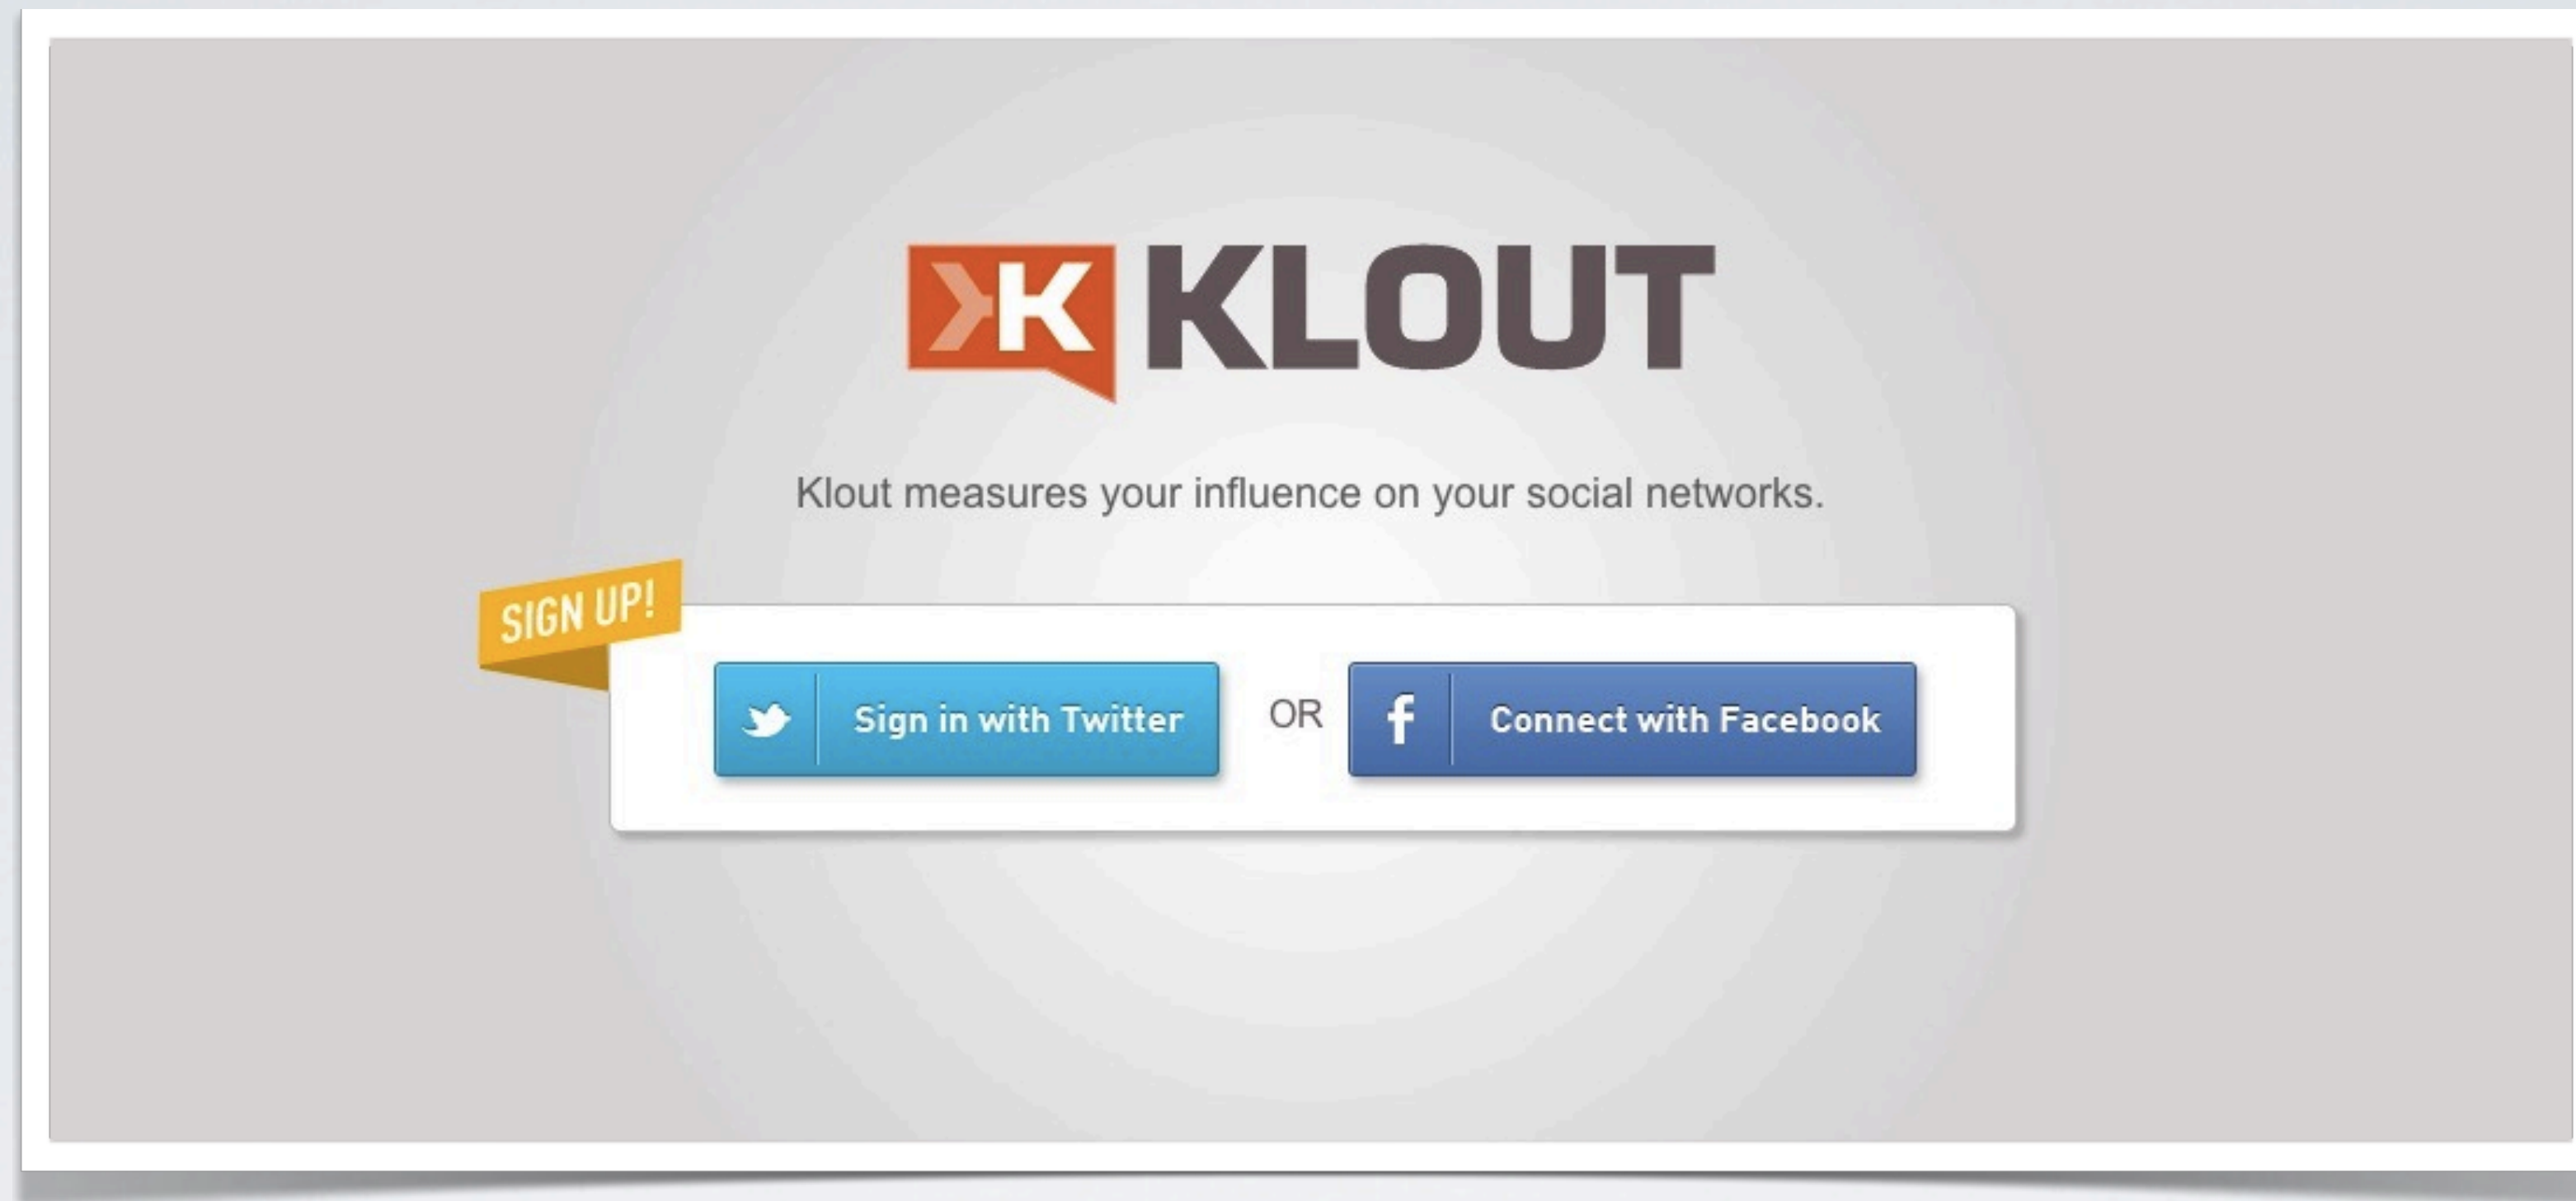 K KLOUT
Klout measures your influence on your social networks.
SIGN UP!
Sign in with Twitter OR f Connect with Facebook